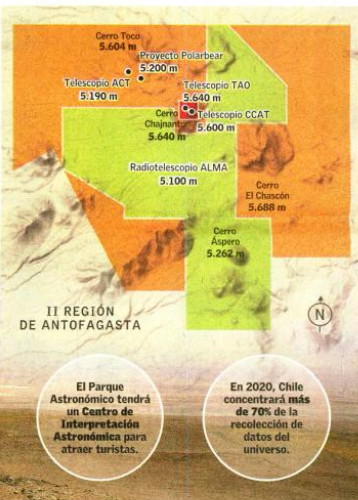 Cerro Toco
5.604 m
Proyecto Polarbear
5.200 m
Telescopio ACT
5.190 m
Telescopio TAO
5.640 m
Telescopio CCAT
5.600 m
Cerro
Chajnantor
5.640 m
Radiotelescopio ALMA
5.100 m
Cerro
El Chascón
5.688 m
Cerro
Áspero
5.262 m
II REGIÓN
DE ANTOFAGASTA
N
El Parque
Astronómico tendrá
un Centro de
Interpretación
Astronómica para
atraer turistas.
En 2020, Chile
concentrará más
de 70% de la
recolección de
datos del
universo.